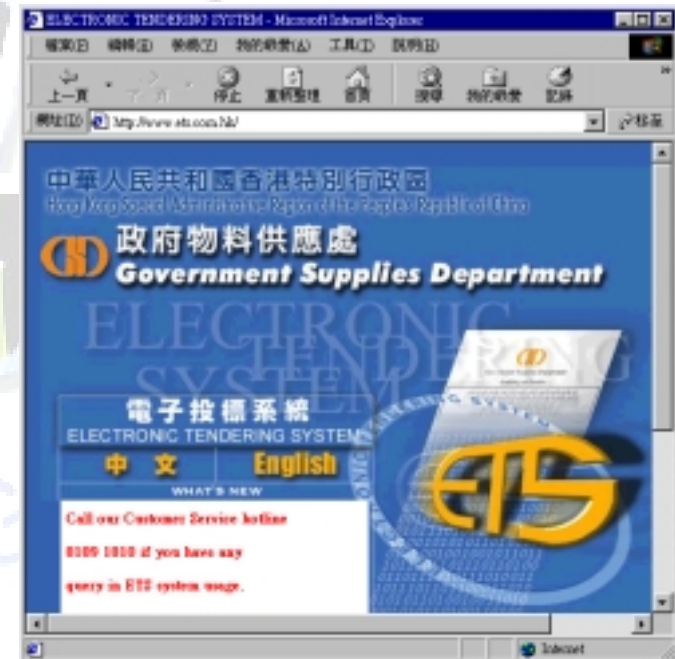 ELECTRONIC TENDERING SYSTEM - Microsoft Internet Explorer
檔案(F) 編輯(E) 檢視(V) 我的最愛(A) 工具(T) 說明(H)
上一頁 下一頁 停止 重新整理 首頁 搜尋 我的最愛 記錄
網址(D) http://www.ets.com.hk/ 移至
中華人民共和國香港特別行政區
Hong Kong Special Administrative Region of the People's Republic of China
政府物料供應處
Government Supplies Department
ELECTRONIC
TENDERING
SYSTEM
電子投標系統
ELECTRONIC TENDERING SYSTEM
中文 English
WHAT'S NEW
Call our Customer Service hotline
8109 1010 if you have any
query in ETS system usage.
ETS
Internet